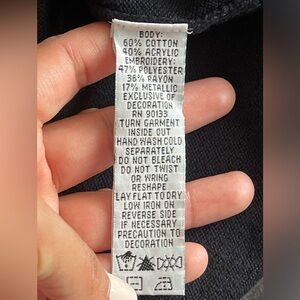 BODY:
60% COTTON
40% ACRYLIC
EMBROIDERY:
47% POLYESTER
36% RAYON
17% METALLIC
EXCLUSIVE OF
DECORATION
RN 90133
TURN GARMENT
INSIDE OUT
HAND WASH COLD
SEPARATELY
DO NOT BLEACH
DO NOT TWIST
OR WRING
RESHAPE
LAY FLAT TO DRY
LOW IRON ON
REVERSE SIDE
IF NECESSARY
PRECAUTION TO
DECORATION